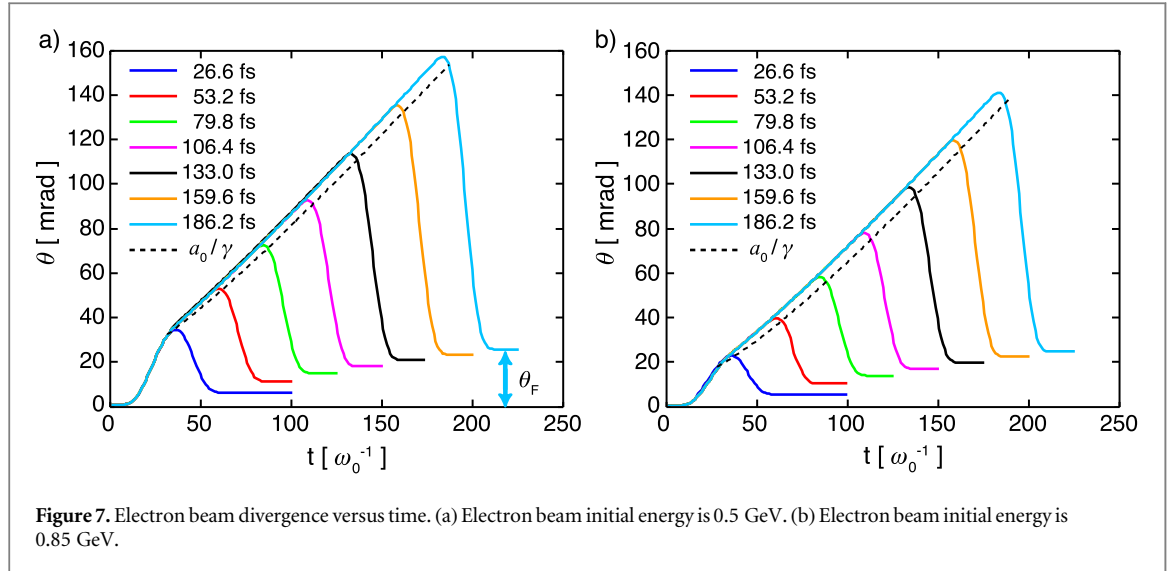 a)
160
140
120
100
80
60
40
20
0
θ [ mrad ]
26.6 fs
53.2 fs
79.8 fs
106.4 fs
133.0 fs
159.6 fs
186.2 fs
a₀ / γ
θ_F
0 50 100 150 200 250
t [ ω₀⁻¹ ]
b)
160
140
120
100
80
60
40
20
0
θ [ mrad ]
26.6 fs
53.2 fs
79.8 fs
106.4 fs
133.0 fs
159.6 fs
186.2 fs
a₀ / γ
0 50 100 150 200 250
t [ ω₀⁻¹ ]
Figure 7. Electron beam divergence versus time. (a) Electron beam initial energy is 0.5 GeV. (b) Electron beam initial energy is
0.85 GeV.